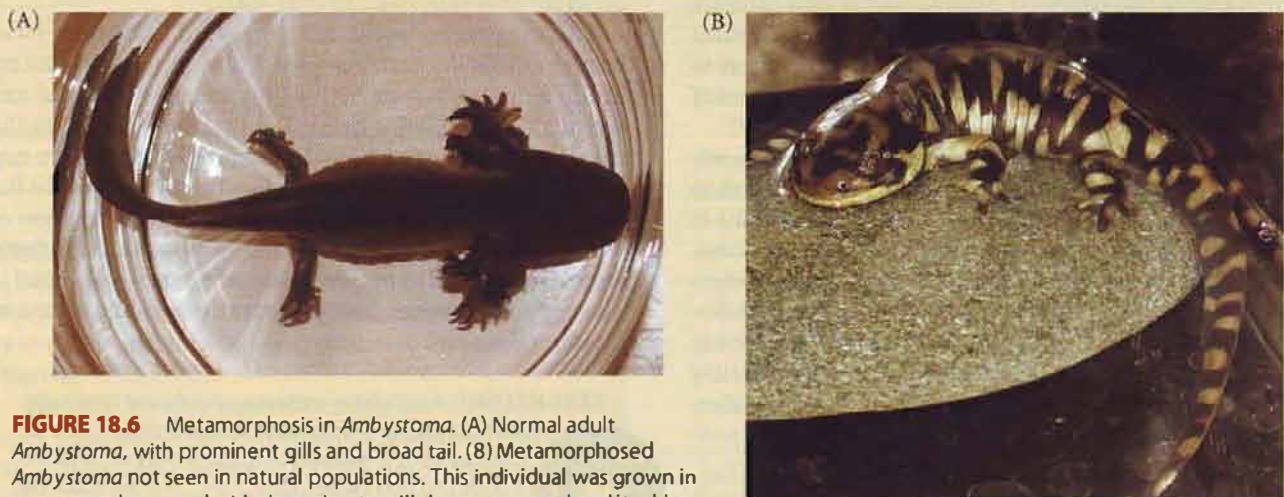 (A)
(B)
FIGURE 18.6 Metamorphosis in Ambystoma. (A) Normal adult
Ambystoma, with prominent gills and broad tail. (8) Metamorphosed
Ambystoma not seen in natural populations. This individual was grown in